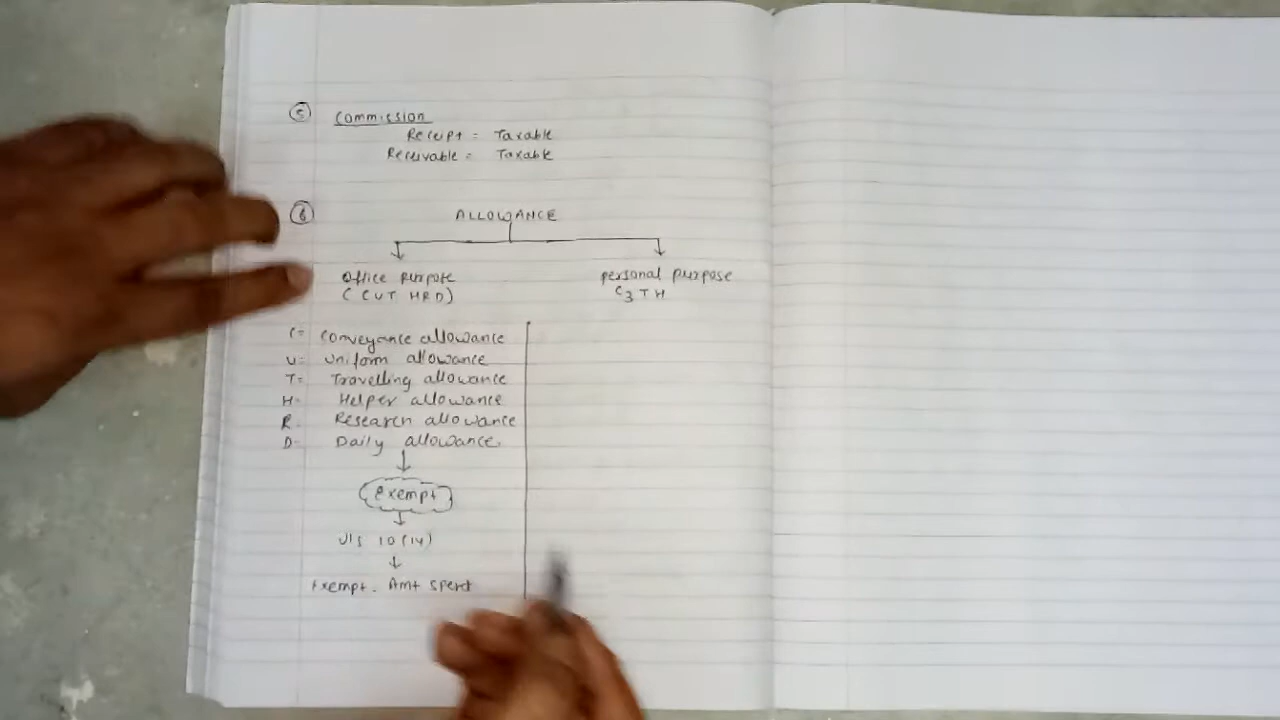 5 Commission
Receipt = Taxable
Receivable = Taxable
6 ALLOWANCE
Office purpose
( CUT HRD)
personal purpose
C3 T H
C= Conveyance allowance
U= Uniform allowance
T= Travelling allowance
H- Helper allowance
R- Research allowance
D- Daily allowance
Exempt
U/s 10(14)
Exempt - Amt spent